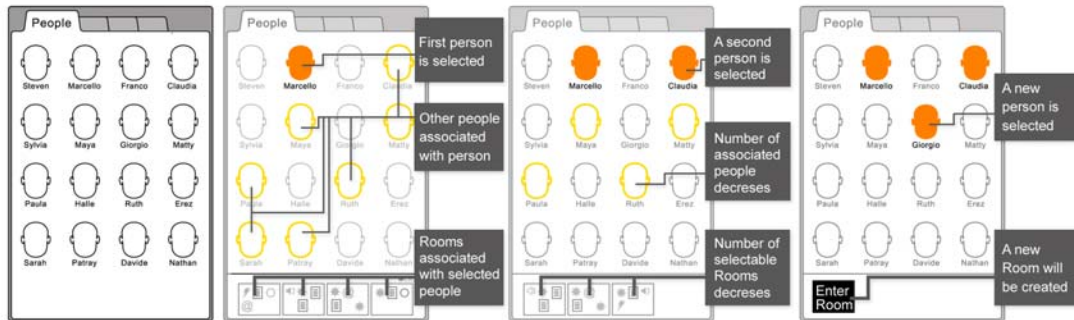 People
Steven Marcello Franco Claudia
Sylvia Maya Giorgio Matty
Paula Halle Ruth Erez
Sarah Patray Davide Nathan
People
Steven Marcello Franco Claudia
Sylvia Maya Giorgio Matty
Paula Halle Ruth Erez
Sarah Patray Davide Nathan
@
First person
is selected
Other people
associated
with person
Rooms
associated
with selected
people
People
Steven Marcello Franco Claudia
Sylvia Maya Giorgio Matty
Paula Halle Ruth Erez
Sarah Patray Davide Nathan
A second
person is
selected
Number of
associated
people
decreses
Number of
selectable
Rooms
decreses
People
Steven Marcello Franco Claudia
Sylvia Maya Giorgio Matty
Paula Halle Ruth Erez
Sarah Patray Davide Nathan
Enter
Room
A new
person is
selected
A new
Room will
be created